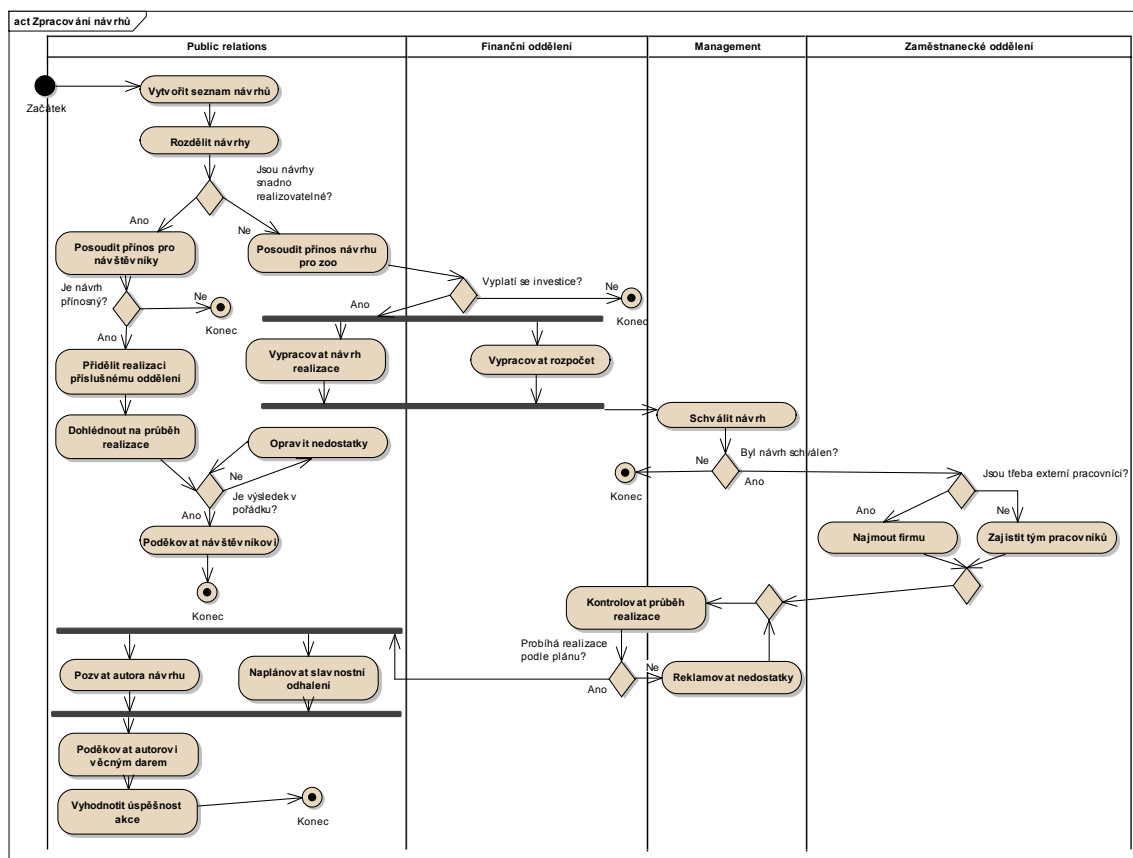 act Zpracování návrhů
Public relations
Finanční oddělení
Management
Zaměstnanecké oddělení
Začátek
Vytvořit seznam návrhů
Rozdělit návrhy
Jsou návrhy
snadno
realizovatelné?
Ano
Ne
Posoudit přínos pro
návštěvníky
Posoudit přínos návrhu
pro zoo
Je návrh
přínosný?
Ne
Konec
Vyplatí se investice?
Ano
Ne
Konec
Ano
Vypracovat návrh
realizace
Vypracovat rozpočet
Přidělit realizaci
příslušnému oddělení
Dohlédnout na průběh
realizace
Opravit nedostatky
Ne
Je výsledek v
pořádku?
Ano
Poděkovat návštěvníkovi
Konec
Schválit návrh
Byl návrh schválen?
Ne
Ano
Konec
Jsou třeba externí pracovníci?
Ano
Ne
Najmout firmu
Zajistit tým pracovníků
Kontrolovat průběh
realizace
Probíhá realizace
podle plánu?
Ne
Ano
Reklamovat nedostatky
Pozvat autora návrhu
Naplánovat slavnostní
odhalení
Poděkovat autorovi
věcným darem
Vyhodnotit úspěšnost
akce
Konec